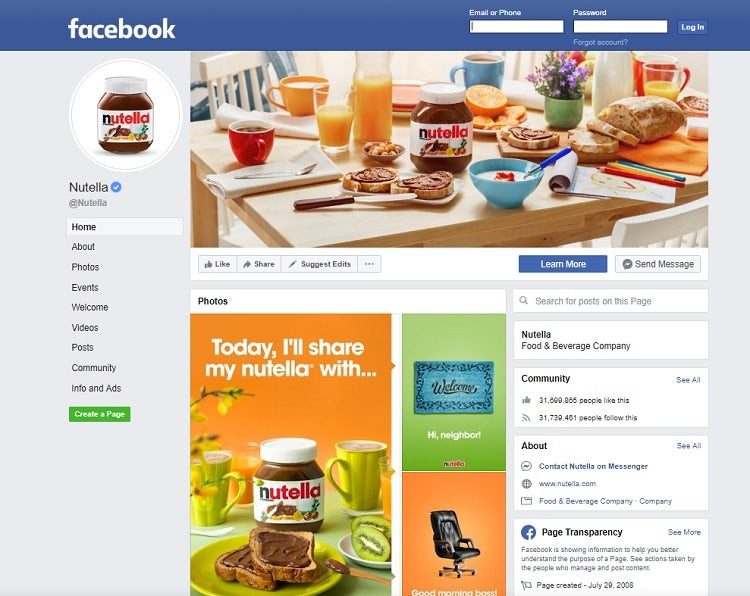 facebook
Email or Phone
Password
Log In
Forgot account?
nutella
nutella
Nutella
@Nutella
Home
About
Photos
Events
Welcome
Videos
Posts
Community
Info and Ads
Create a Page
Like
Share
Suggest Edits
Learn More
Send Message
Photos
Today, I'll share
my nutella® with...
nutella
Welcome
Hi, neighbor!
nutella
Good morning boss!
Search for posts on this Page
Nutella
Food & Beverage Company
Community
See All
31,699,865 people like this
31,739,461 people follow this
About
See All
Contact Nutella on Messenger
www.nutella.com
Food & Beverage Company · Company
Page Transparency
See More
Facebook is showing information to help you better
understand the purpose of a Page. See actions taken by
the people who manage and post content.
Page created - July 29, 2008